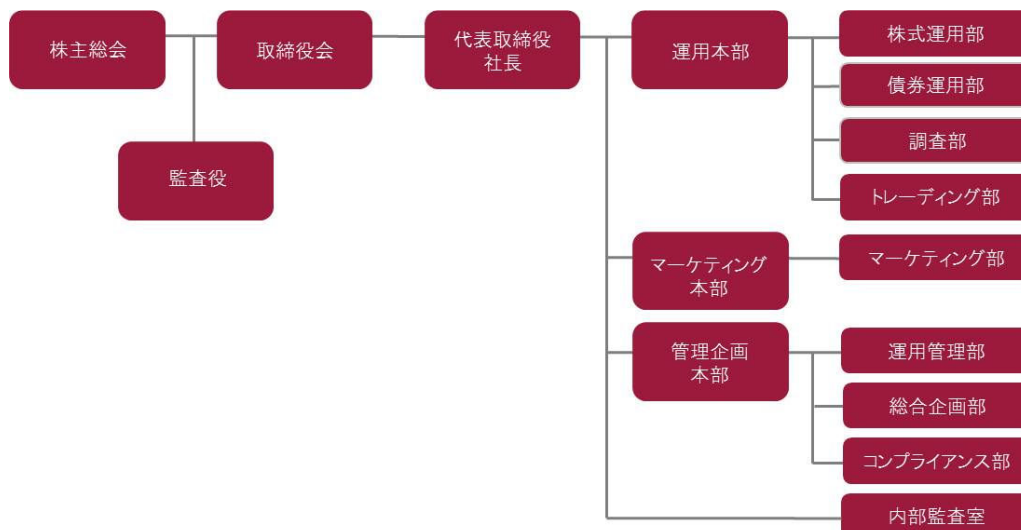 株主総会
取締役会
代表取締役
社長
監査役
運用本部
株式運用部
債券運用部
調査部
トレーディング部
マーケティング
本部
マーケティング部
管理企画
本部
運用管理部
総合企画部
コンプライアンス部
内部監査室